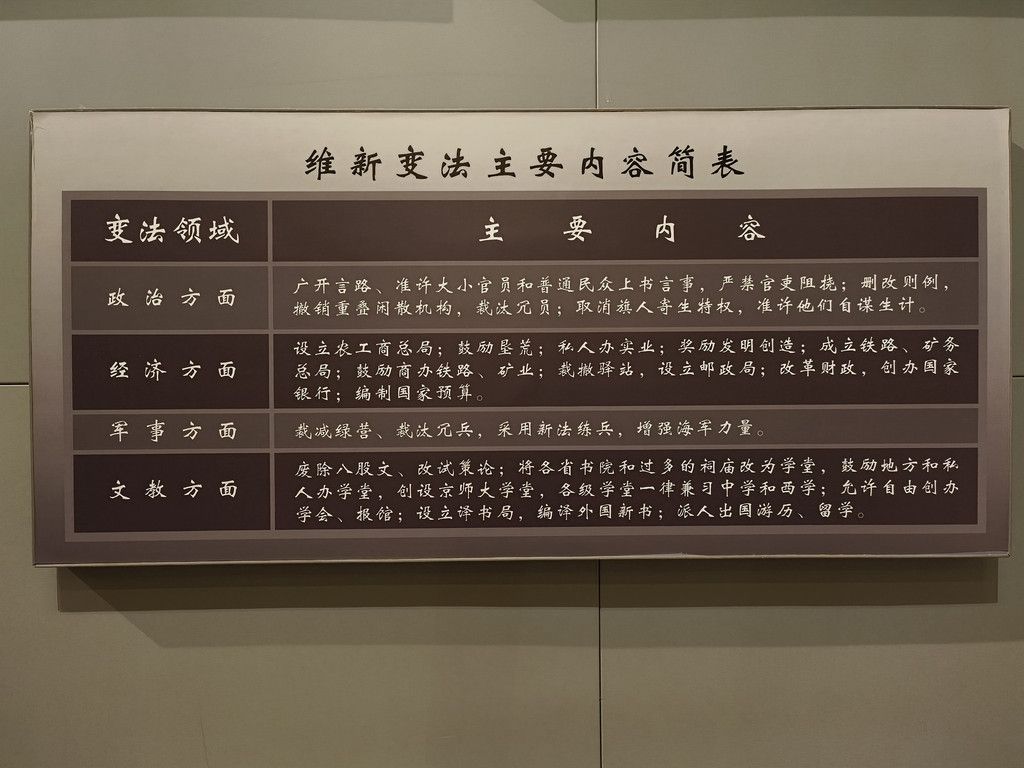 维新变法主要内容简表
变法领域
主要内容
政治方面
广开言路、准许大小官员和普通民众上书言事，严禁官吏阻挠；删改则例，
撤销重叠闲散机构，裁汰冗员；取消旗人寄生特权，准许他们自谋生计。
经济方面
设立农工商总局；鼓励垦荒；私人办实业；奖励发明创造；成立铁路、矿务
总局；鼓励商办铁路、矿业；裁撤驿站，设立邮政局；改革财政，创办国家
银行；编制国家预算。
军事方面
裁减绿营、裁汰冗兵，采用新法练兵，增强海军力量。
文教方面
废除八股文、改试策论；将各省书院和过多的祠庙改为学堂，鼓励地方和私
人办学堂，创设京师大学堂，各级学堂一律兼习中学和西学；允许自由创办
学会、报馆；设立译书局，编译外国新书；派人出国游历、留学。